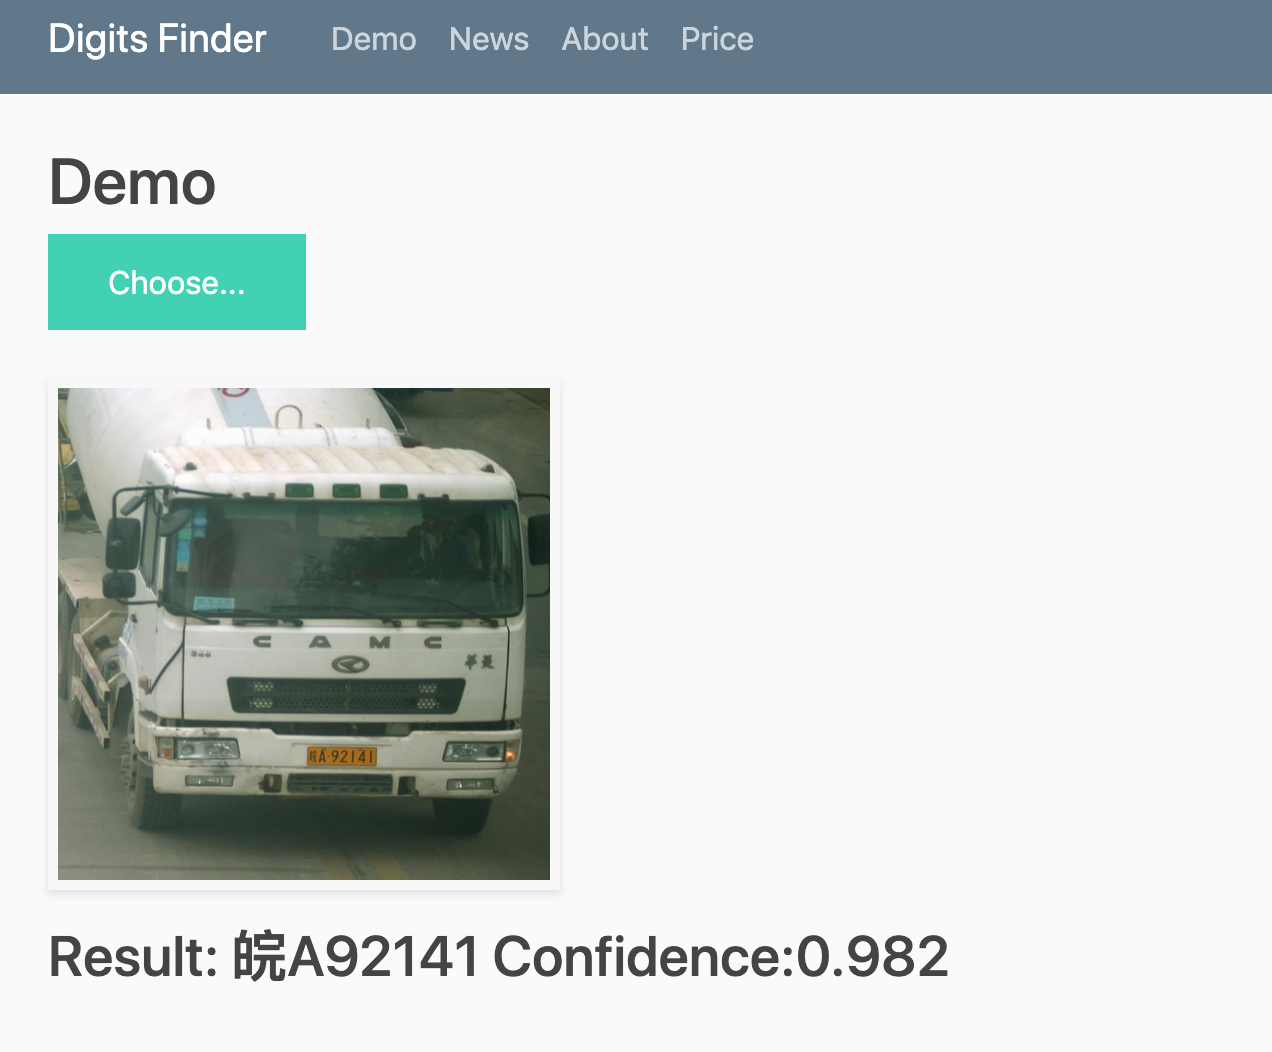 Digits Finder Demo News About Price
Demo
Choose...
C A M C
华菱
皖A·92141
Result: 皖A92141 Confidence:0.982